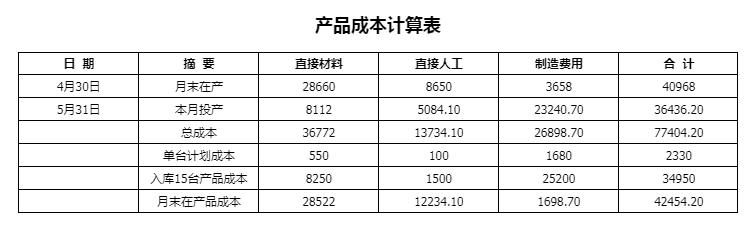 产品成本计算表
日 期 摘 要 直接材料 直接人工 制造费用 合 计
4月30日 月末在产 28660 8650 3658 40968
5月31日 本月投产 8112 5084.10 23240.70 36436.20
总成本 36772 13734.10 26898.70 77404.20
单台计划成本 550 100 1680 2330
入库15台产品成本 8250 1500 25200 34950
月末在产品成本 28522 12234.10 1698.70 42454.20